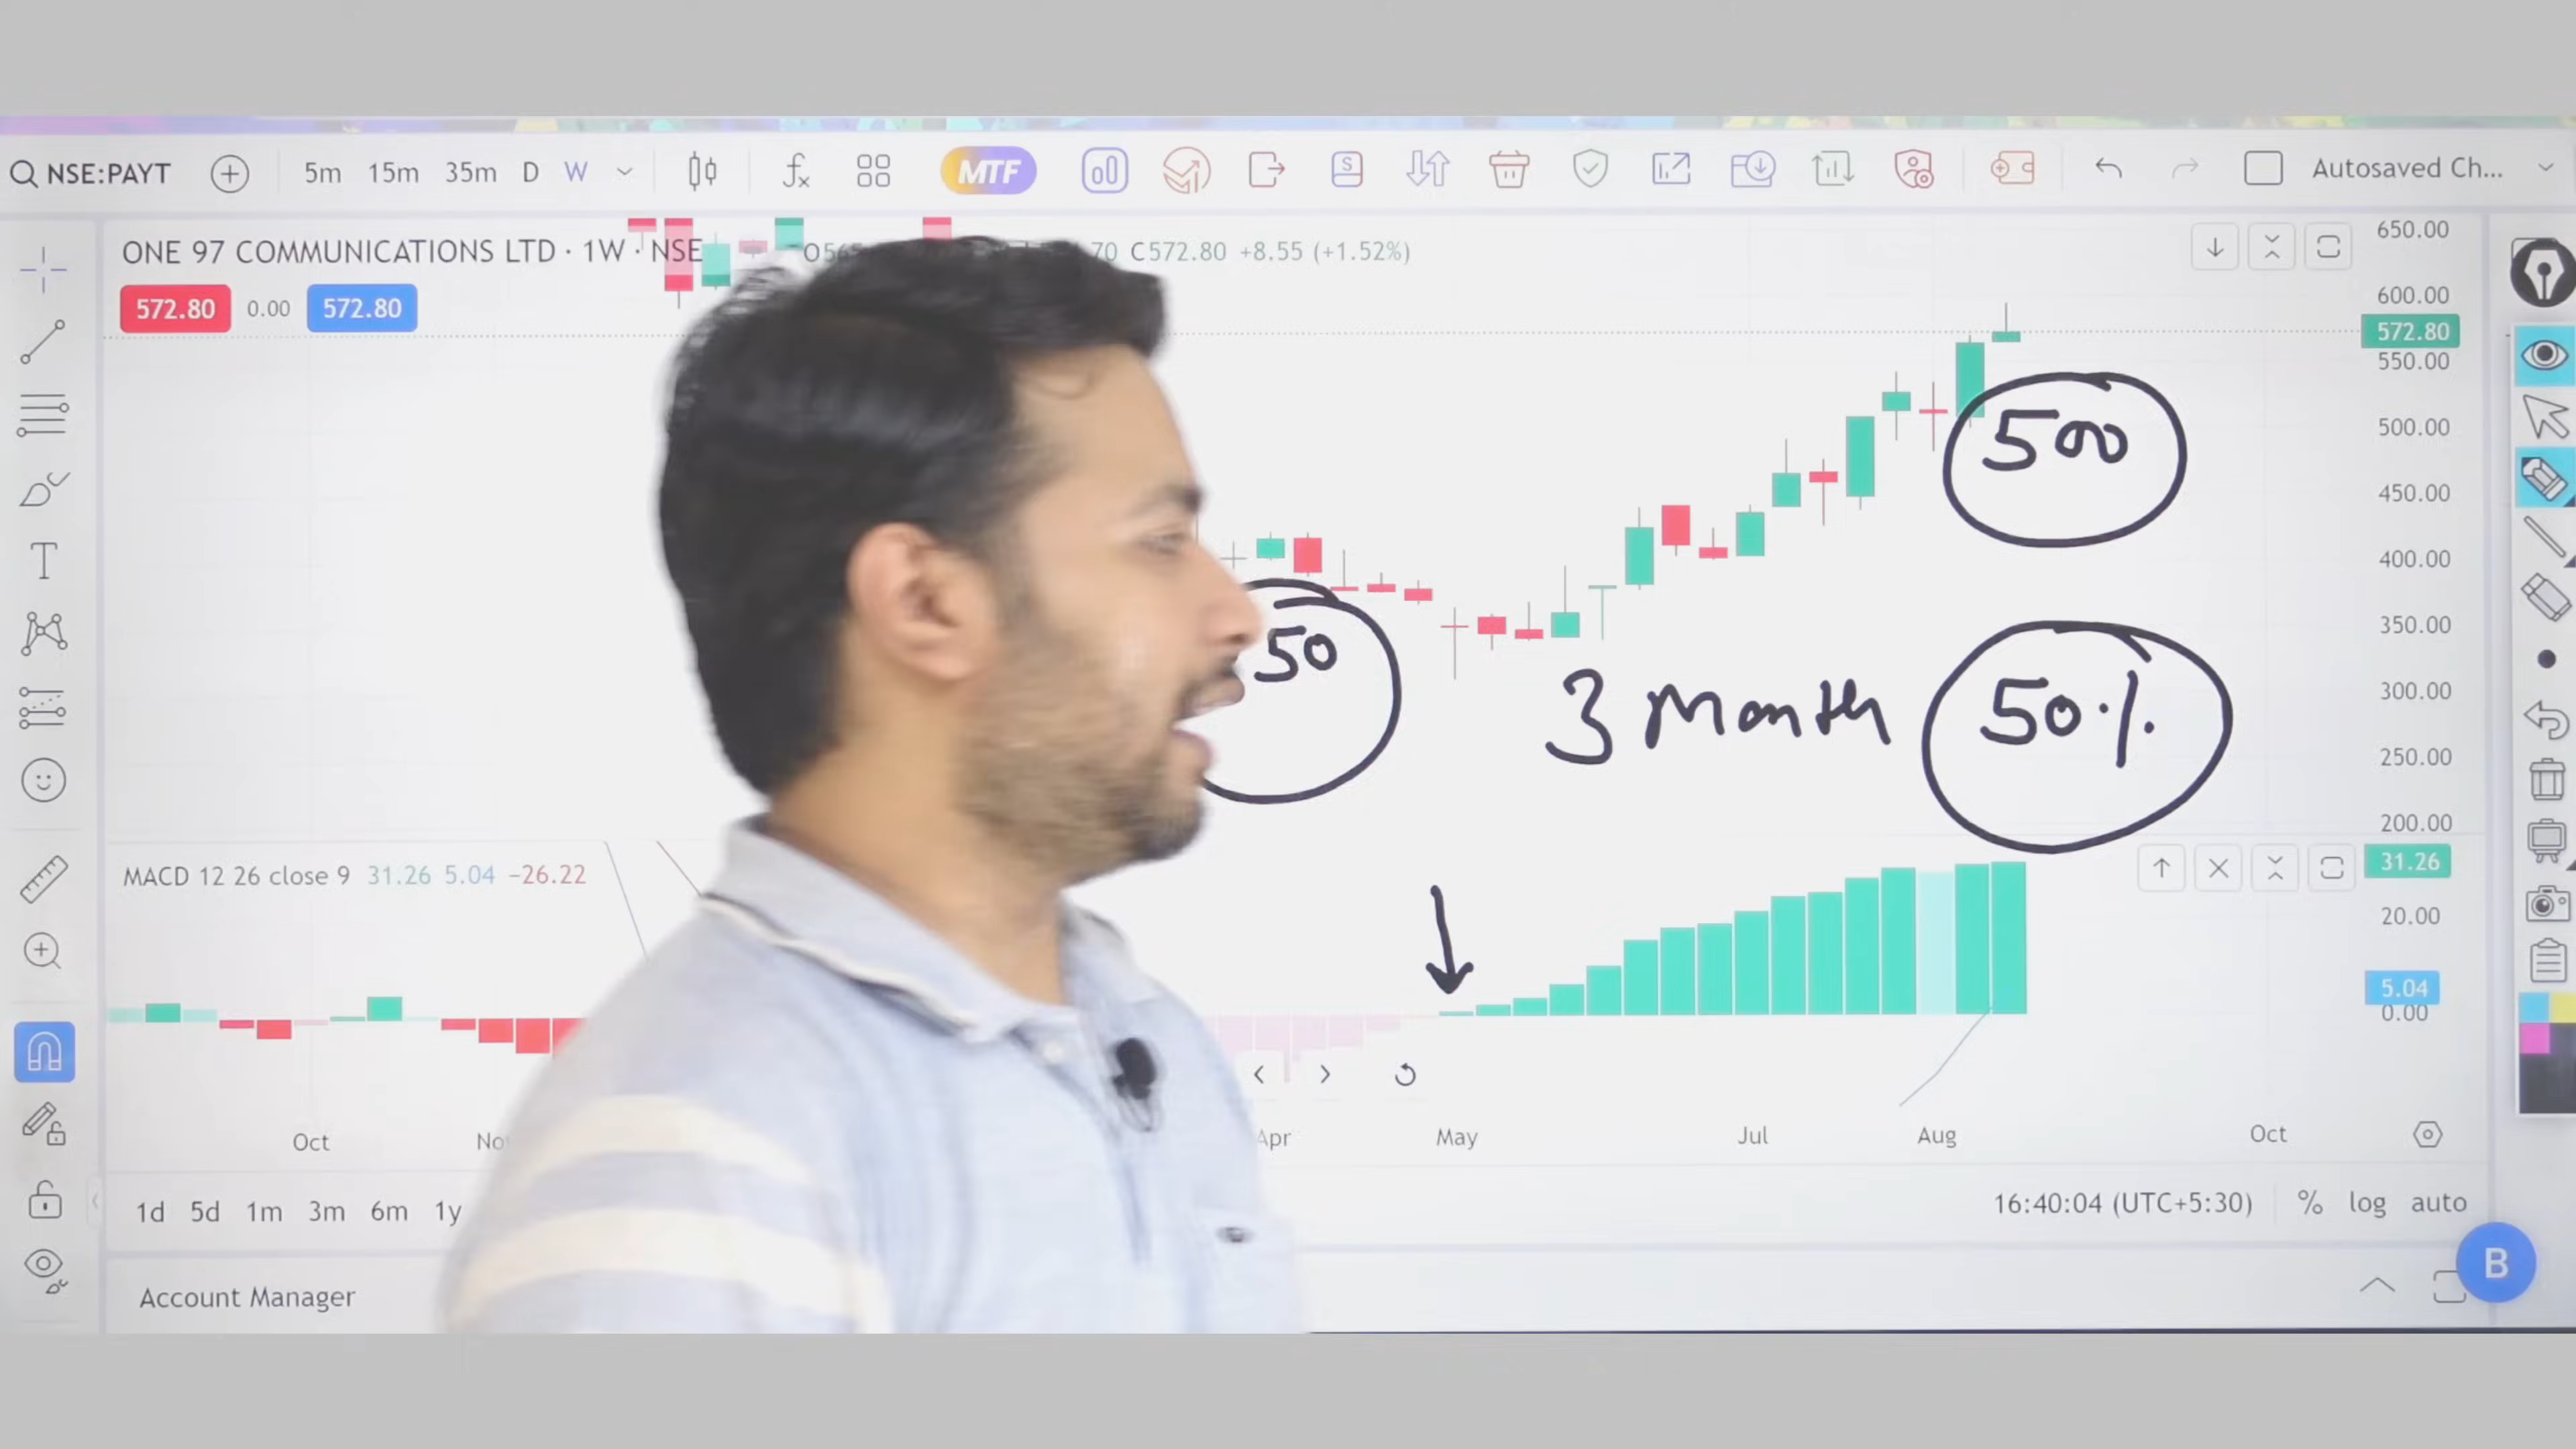 NSE:PAYT 5m 15m 35m D W MTF S Autosaved Ch...
ONE 97 COMMUNICATIONS LTD · 1W · NSE 70 C572.80 +8.55 (+1.52%)
572.80 0.00 572.80
650.00
600.00
572.80
550.00
500.00
450.00
400.00
350.00
300.00
250.00
200.00
500
50
3 Month 50%
MACD 12 26 close 9 31.26 5.04 −26.22
31.26
20.00
5.04
0.00
Oct Apr May Jul Aug Oct
1d 5d 1m 3m 6m 1y 16:40:04 (UTC+5:30) % log auto
Account Manager
B